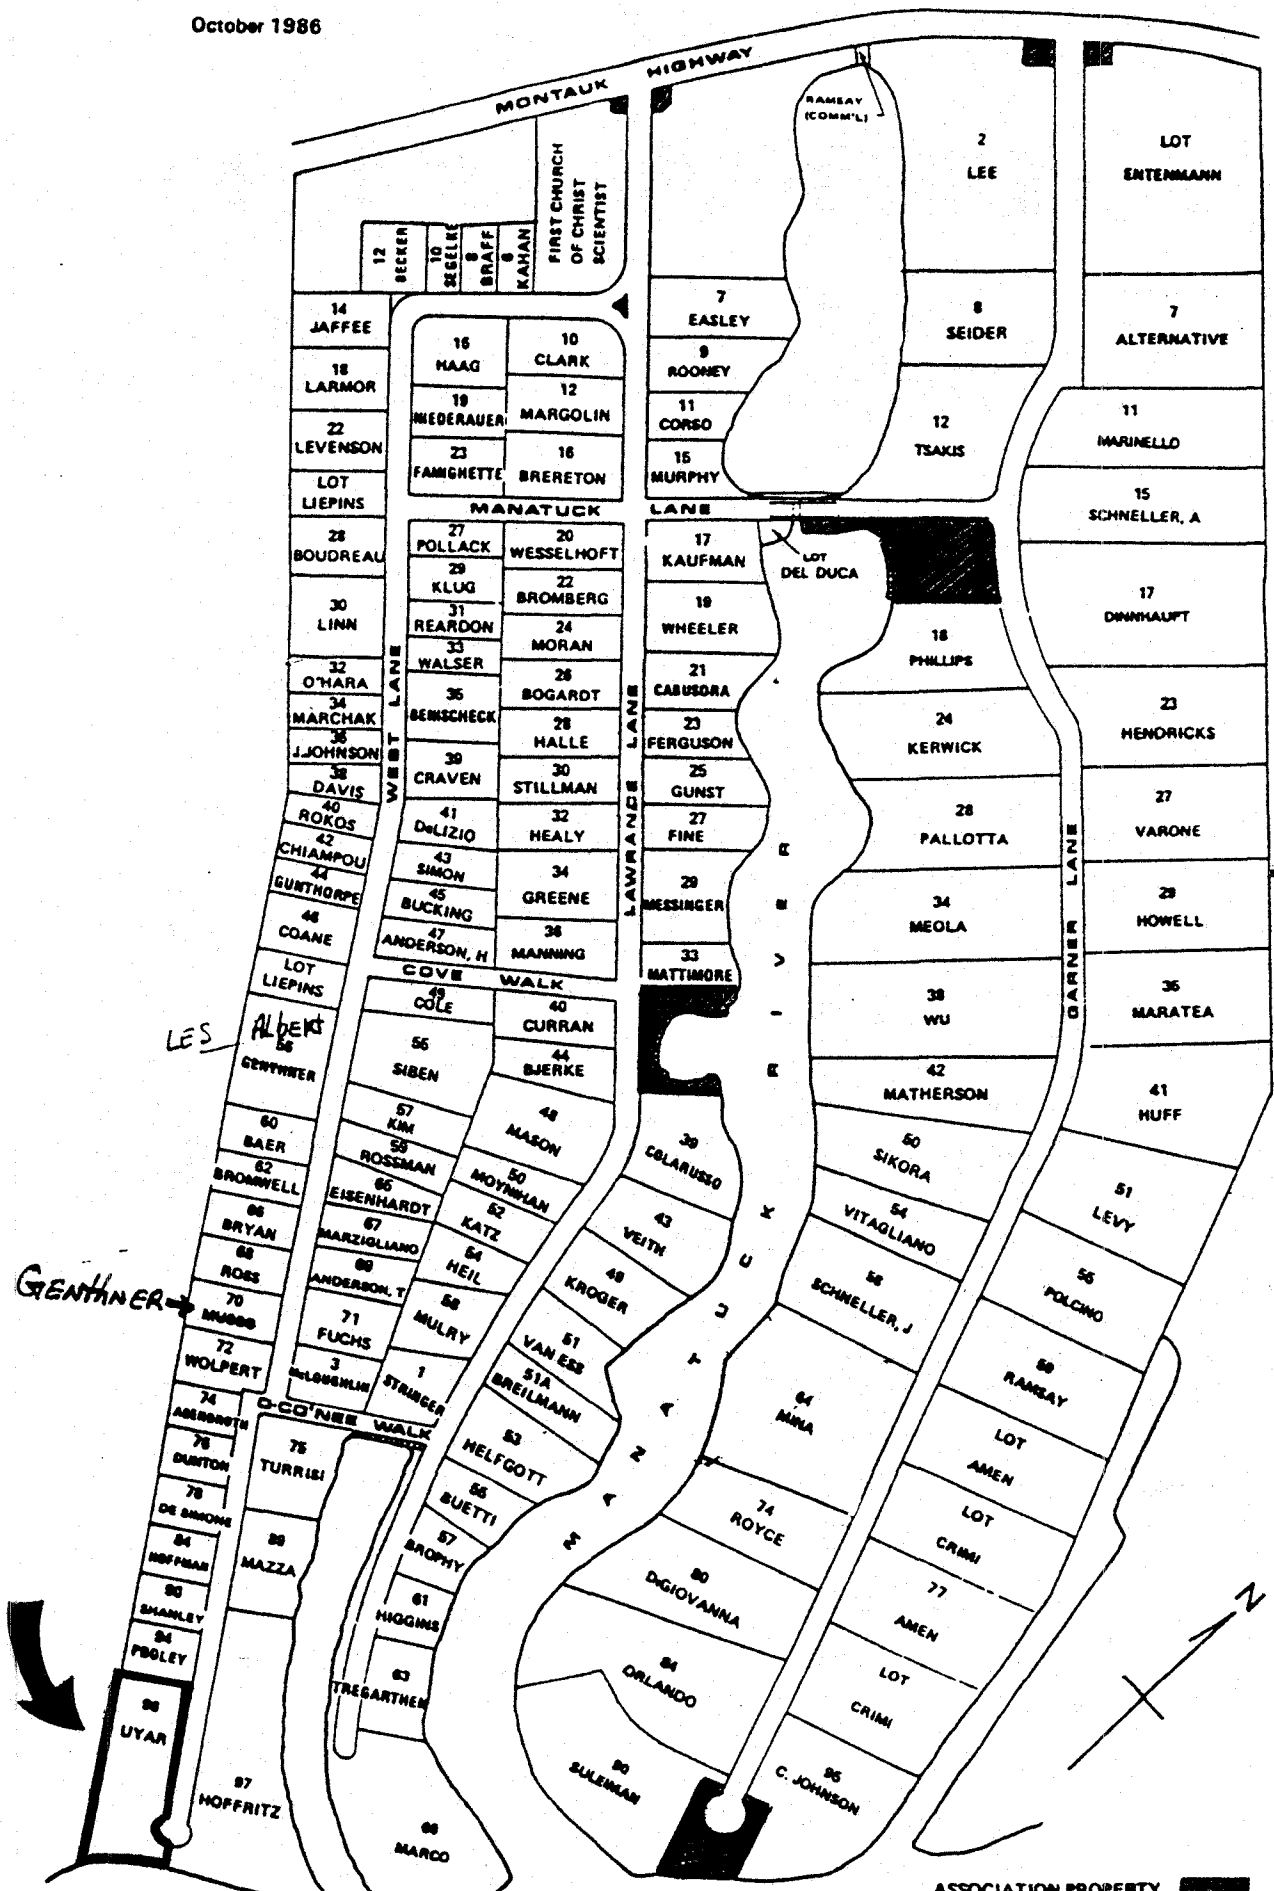 October 1986
MONTAUK HIGHWAY
RAMSAY
(COMM'L)
2
LEE
LOT
ENTENMANN
FIRST CHURCH
OF CHRIST
SCIENTIST
12
BECKER
10
SEGELKE
8
BRAFF
6
KAHAN
14
JAFFEE
18
LARMOR
22
LEVENSON
LOT
LIEPINS
28
BOUDREAU
30
LINN
32
O'HARA
34
MARCHAK
36
J.JOHNSON
38
DAVIS
40
ROKOS
42
CHIAMPOU
44
GUNTHORPE
46
COANE
LOT
LIEPINS
LES
Albert
56
GENTHNER
60
BAER
62
BROMWELL
66
BRYAN
68
ROSS
GENTHNER
70
72
WOLPERT
74
ABENDROTH
76
DUNTON
78
DE SIMONE
84
HOFFMAN
90
SHANLEY
94
PEGLEY
96
UYAR
WEST LANE
15
HAAG
19
NIEDERAUER
23
FAMIGHETTE
10
CLARK
12
MARGOLIN
16
BRERETON
MANATUCK LANE
27
POLLACK
29
KLUG
31
REARDON
33
WALSER
35
BEINSCHECK
39
CRAVEN
41
DeLIZIO
43
SIMON
45
BUCKING
47
ANDERSON, H
20
WESSELHOFT
22
BROMBERG
24
MORAN
26
BOGARDT
28
HALLE
30
STILLMAN
32
HEALY
34
GREENE
36
MANNING
COVE WALK
49
COLE
55
SIBEN
57
KIM
59
ROSSMAN
65
EISENHARDT
67
MARZIGLIANO
69
ANDERSON, T
71
FUCHS
3
McLOUGHLIN
40
CURRAN
44
BJERKE
48
MASON
50
MOYNIHAN
52
KATZ
54
HEIL
58
MULRY
1
STRINGER
O-CO'NEE WALK
75
TURRISI
89
MAZZA
97
HOFFRITZ
LAWRANCE LANE
7
EASLEY
9
ROONEY
11
CORSO
15
MURPHY
17
KAUFMAN
LOT
DEL DUCA
19
WHEELER
21
CABUSORA
23
FERGUSON
25
GUNST
27
FINE
29
MESSINGER
33
MATTIMORE
39
COLARUSSO
43
VEITH
49
KROGER
51
VAN ESS
51A
BREILMANN
53
HELFGOTT
55
BUETTI
57
BROPHY
61
HIGGINS
63
TREGARTHEN
66
MARCO
MANATUCK RIVER
8
SEIDER
12
TSAKIS
18
PHILLIPS
24
KERWICK
28
PALLOTTA
34
MEOLA
38
WU
42
MATHERSON
50
SIKORA
54
VITAGLIANO
58
SCHNELLER, J
64
MINA
74
ROYCE
80
DiGIOVANNA
84
ORLANDO
90
SULEIMAN
GARNER LANE
7
ALTERNATIVE
11
MARINELLO
15
SCHNELLER, A
17
DINNHAUPT
23
HENDRICKS
27
VARONE
29
HOWELL
35
MARATEA
41
HUFF
51
LEVY
55
POLCINO
59
RAMSAY
LOT
AMEN
LOT
CRIMI
77
AMEN
LOT
CRIMI
95
C. JOHNSON
N
ASSOCIATION PROPERTY